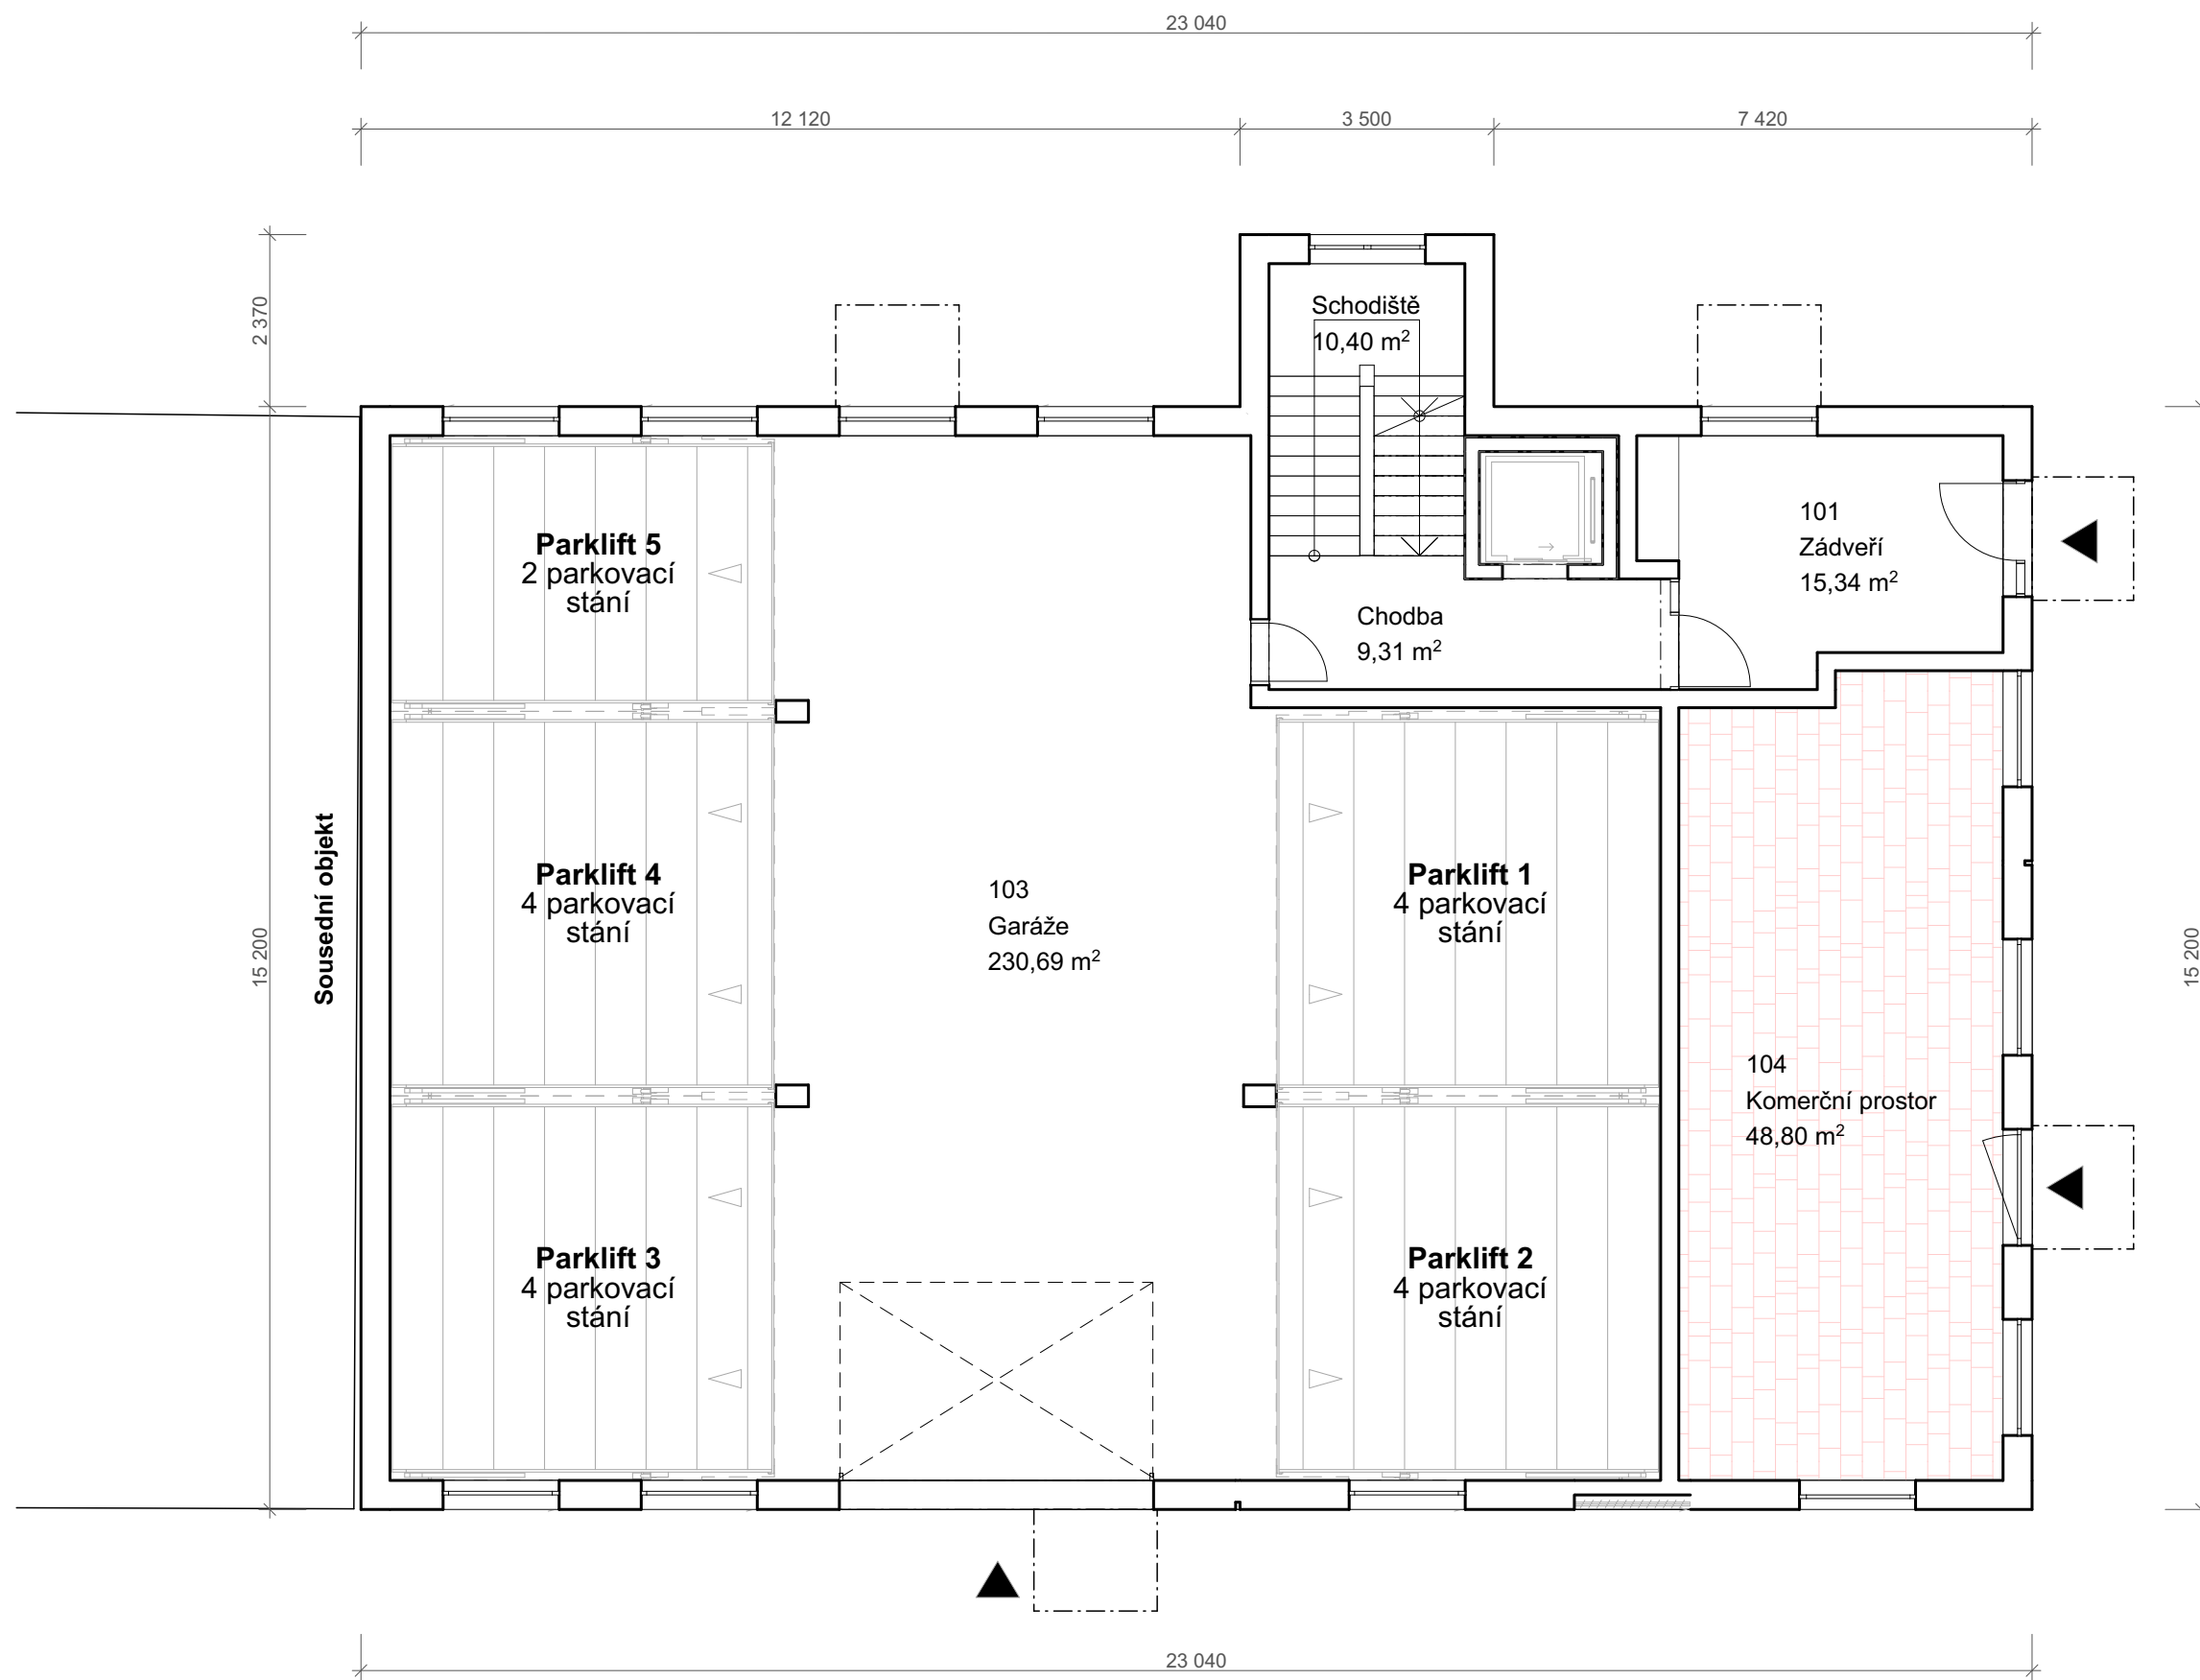 23 040
12 120
3 500
7 420
2 370
Schodiště
10,40 m²
101
Zádveří
15,34 m²
Parklift 5
2 parkovací
stání
Chodba
9,31 m²
Sousední objekt
15 200
Parklift 4
4 parkovací
stání
103
Garáže
230,69 m²
Parklift 1
4 parkovací
stání
15 200
104
Komerční prostor
48,80 m²
Parklift 3
4 parkovací
stání
Parklift 2
4 parkovací
stání
23 040